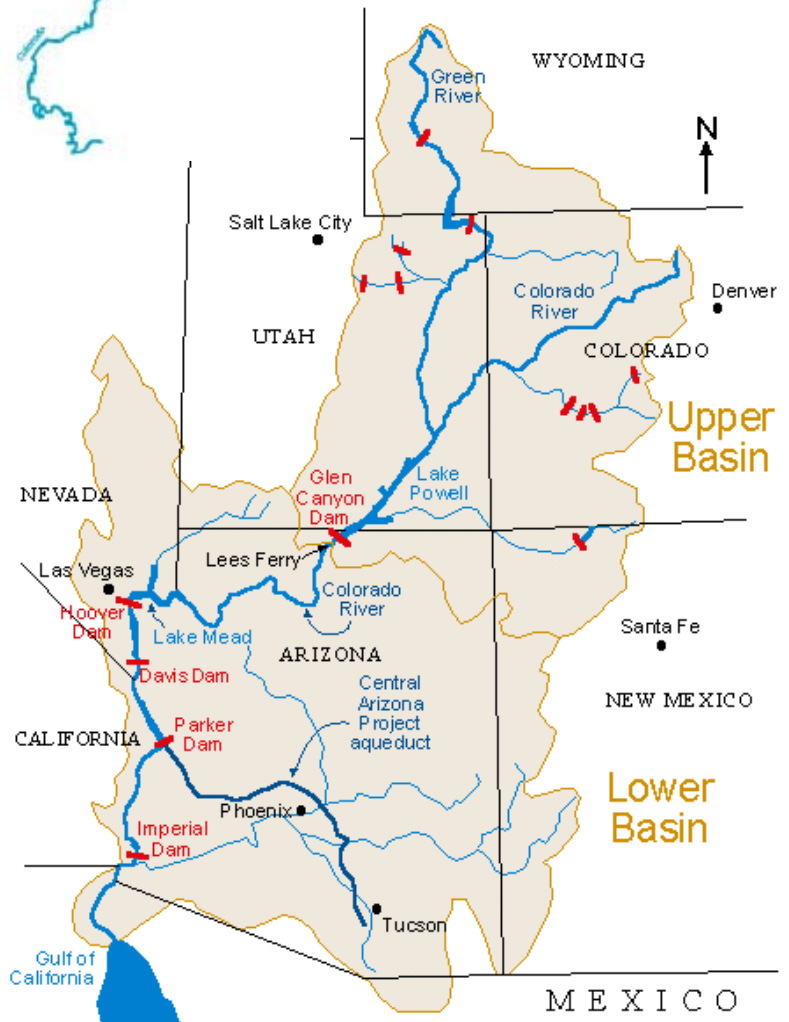 Colorado
WYOMING
Green
River
N
Salt Lake City
Colorado
River
Denver
UTAH
COLORADO
Upper
Basin
Glen
Canyon
Dam
Lake
Powell
NEVADA
Lees Ferry
Las Vegas
Hoover
Dam
Lake Mead
Colorado
River
Santa Fe
ARIZONA
Davis Dam
Central
Arizona
Project
aqueduct
NEW MEXICO
CALIFORNIA
Parker
Dam
Lower
Basin
Phoenix
Imperial
Dam
Tucson
Gulf of
California
MEXICO